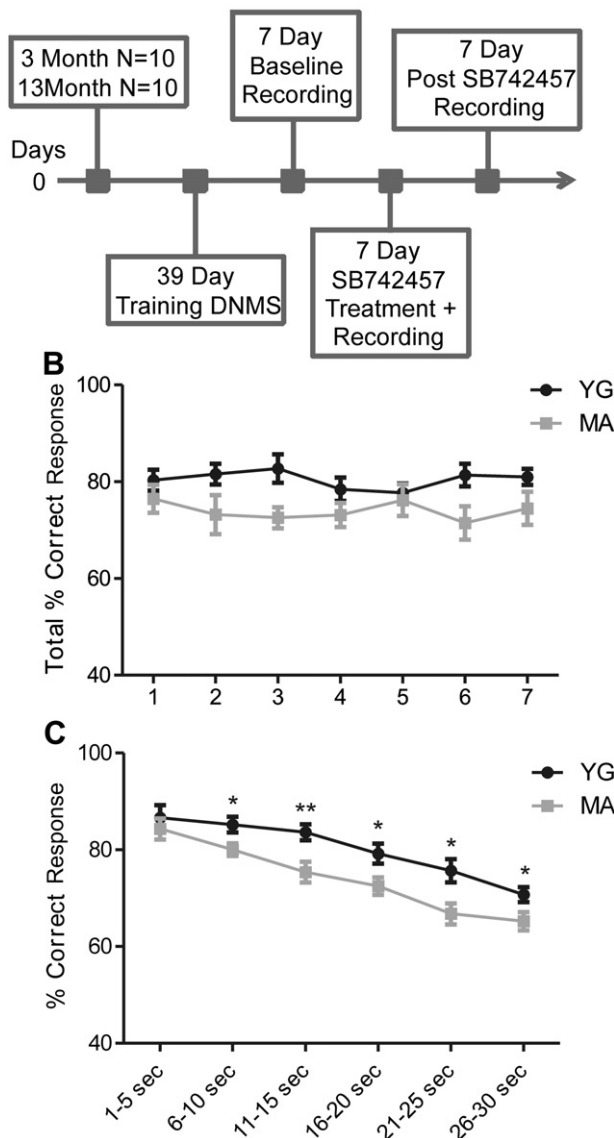 3 Month N=10
13Month N=10
7 Day
Baseline
Recording
7 Day
Post SB742457
Recording
Days
0
39 Day
Training DNMS
7 Day
SB742457
Treatment +
Recording
B
100
80
60
40
Total % Correct Response
YG
MA
1 2 3 4 5 6 7
C
100
80
60
40
% Correct Response
YG
MA
* ** * * *
1-5 sec
6-10 sec
11-15 sec
16-20 sec
21-25 sec
26-30 sec